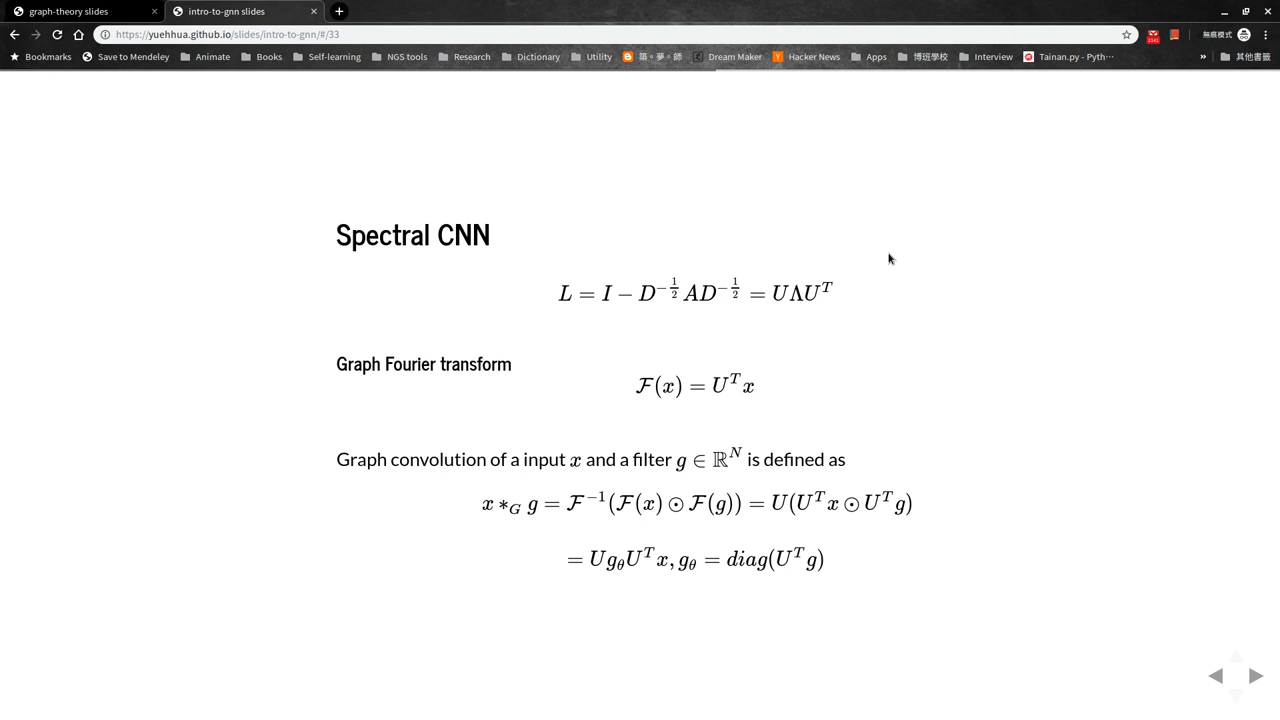 graph-theory slides
intro-to-gnn slides
https://yuehhua.github.io/slides/intro-to-gnn/#/33
無痕模式
Bookmarks Save to Mendeley Animate Books Self-learning NGS tools Research Dictionary Utility 築。夢。師 Dream Maker Hacker News Apps 博班學校 Interview Tainan.py - Pyth··· » 其他書籤
Spectral CNN
L = I − D^{−1/2} A D^{−1/2} = UΛU^T
Graph Fourier transform
ℱ(x) = U^T x
Graph convolution of a input x and a filter g ∈ ℝ^N is defined as
x ∗_G g = ℱ^{−1}(ℱ(x) ⊙ ℱ(g)) = U(U^T x ⊙ U^T g)
= U g_θ U^T x, g_θ = diag(U^T g)